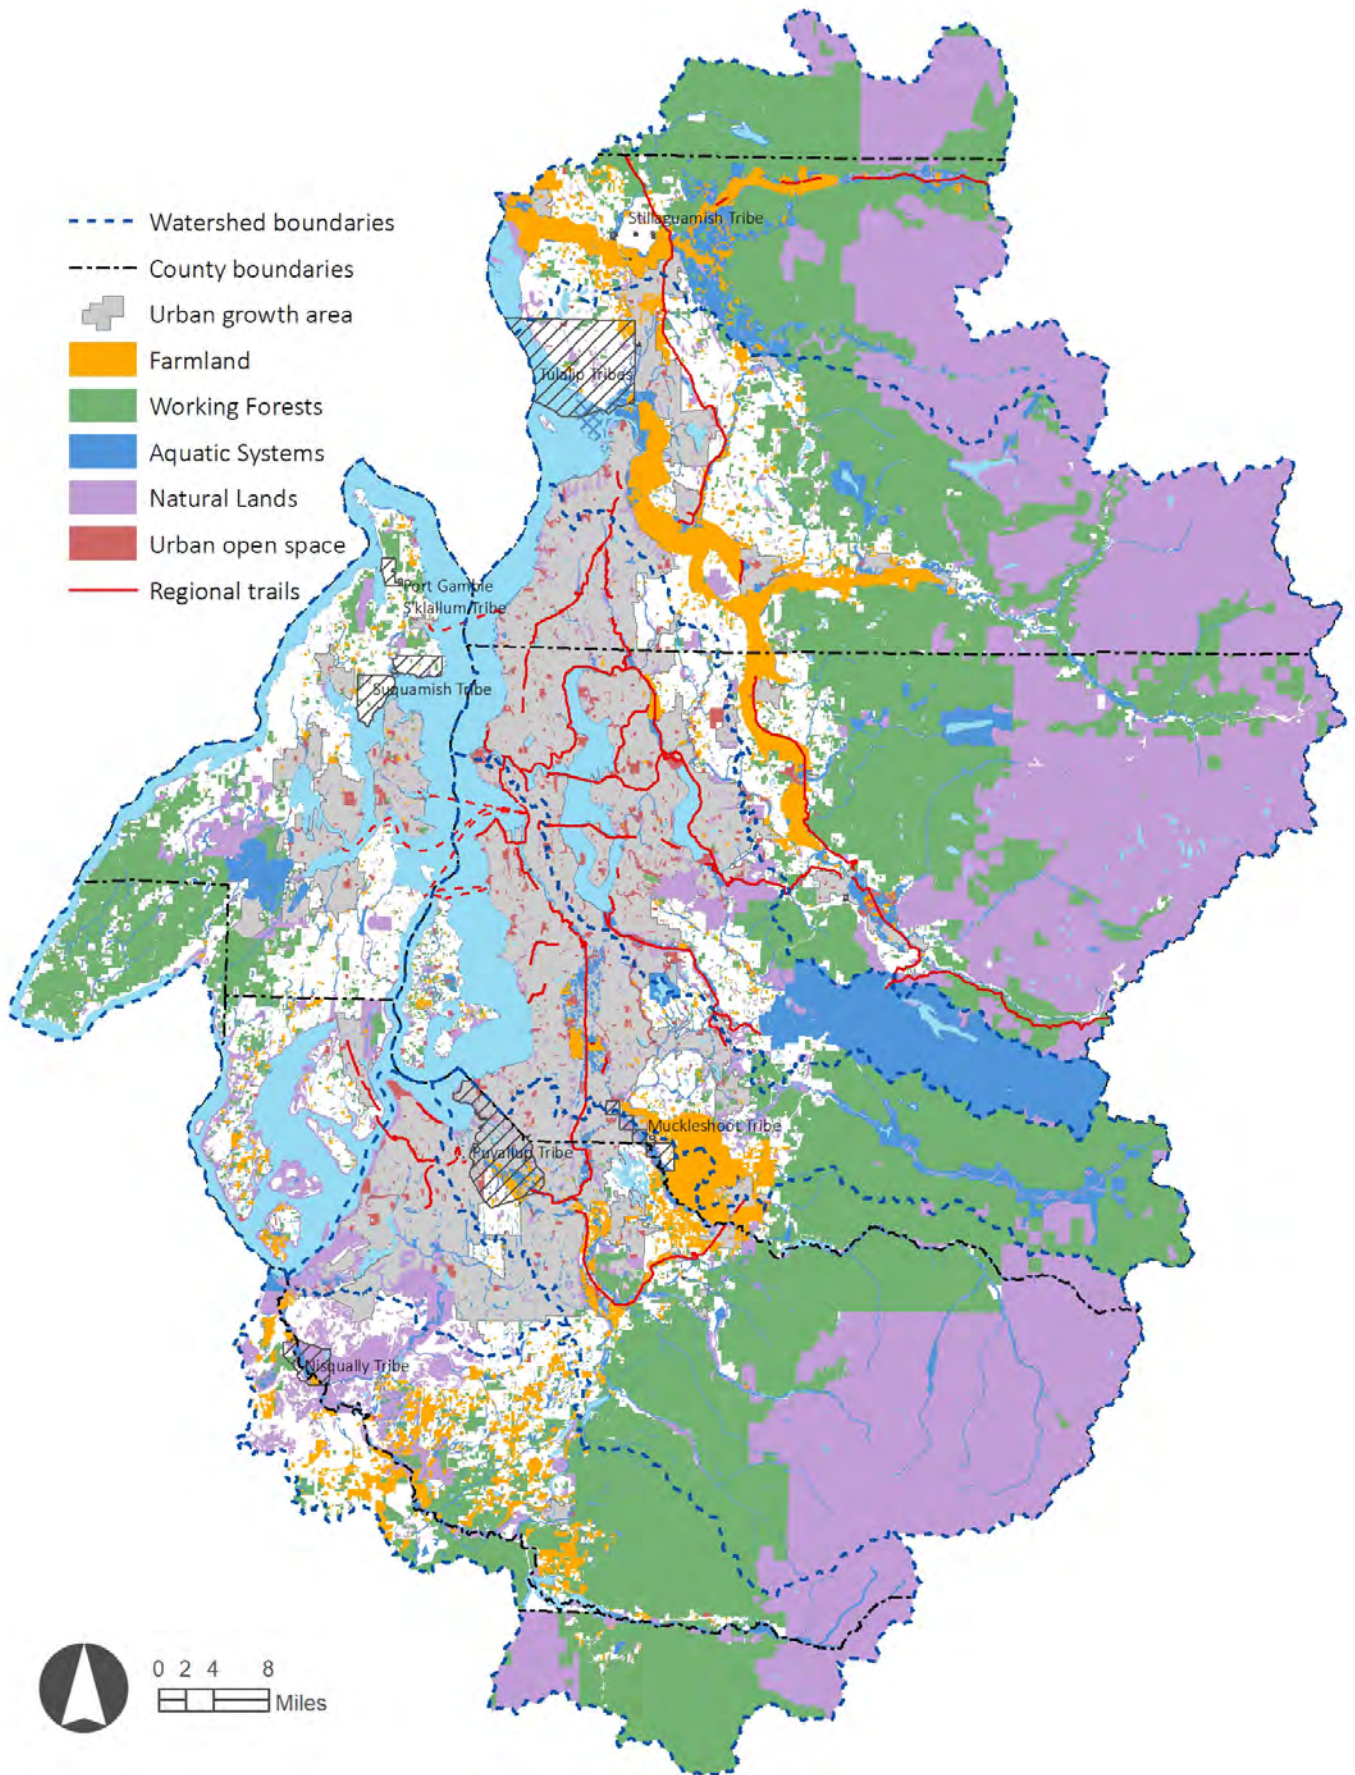 Watershed boundaries
County boundaries
Urban growth area
Farmland
Working Forests
Aquatic Systems
Natural Lands
Urban open space
Regional trails
Stillaguamish Tribe
Tulalip Tribes
Port Gamble
S'klallum Tribe
Suquamish Tribe
Muckleshoot Tribe
Puyallup Tribe
Nisqually Tribe
0 2 4 8
Miles